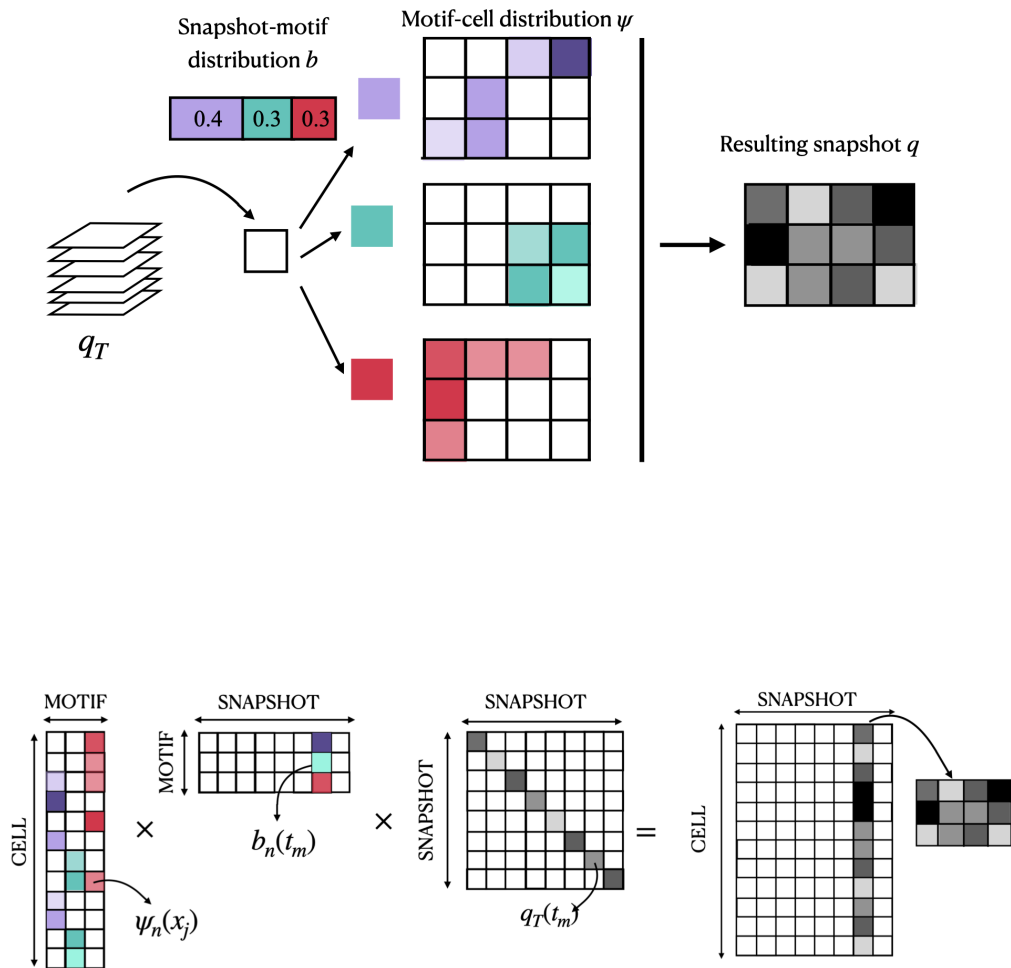 Snapshot-motif
distribution b
Motif-cell distribution ψ
0.4 0.3 0.3
Resulting snapshot q
q_T
MOTIF
SNAPSHOT
SNAPSHOT
CELL
MOTIF
SNAPSHOT
CELL
×
×
=
b_n(t_m)
ψ_n(x_j)
q_T(t_m)
SNAPSHOT